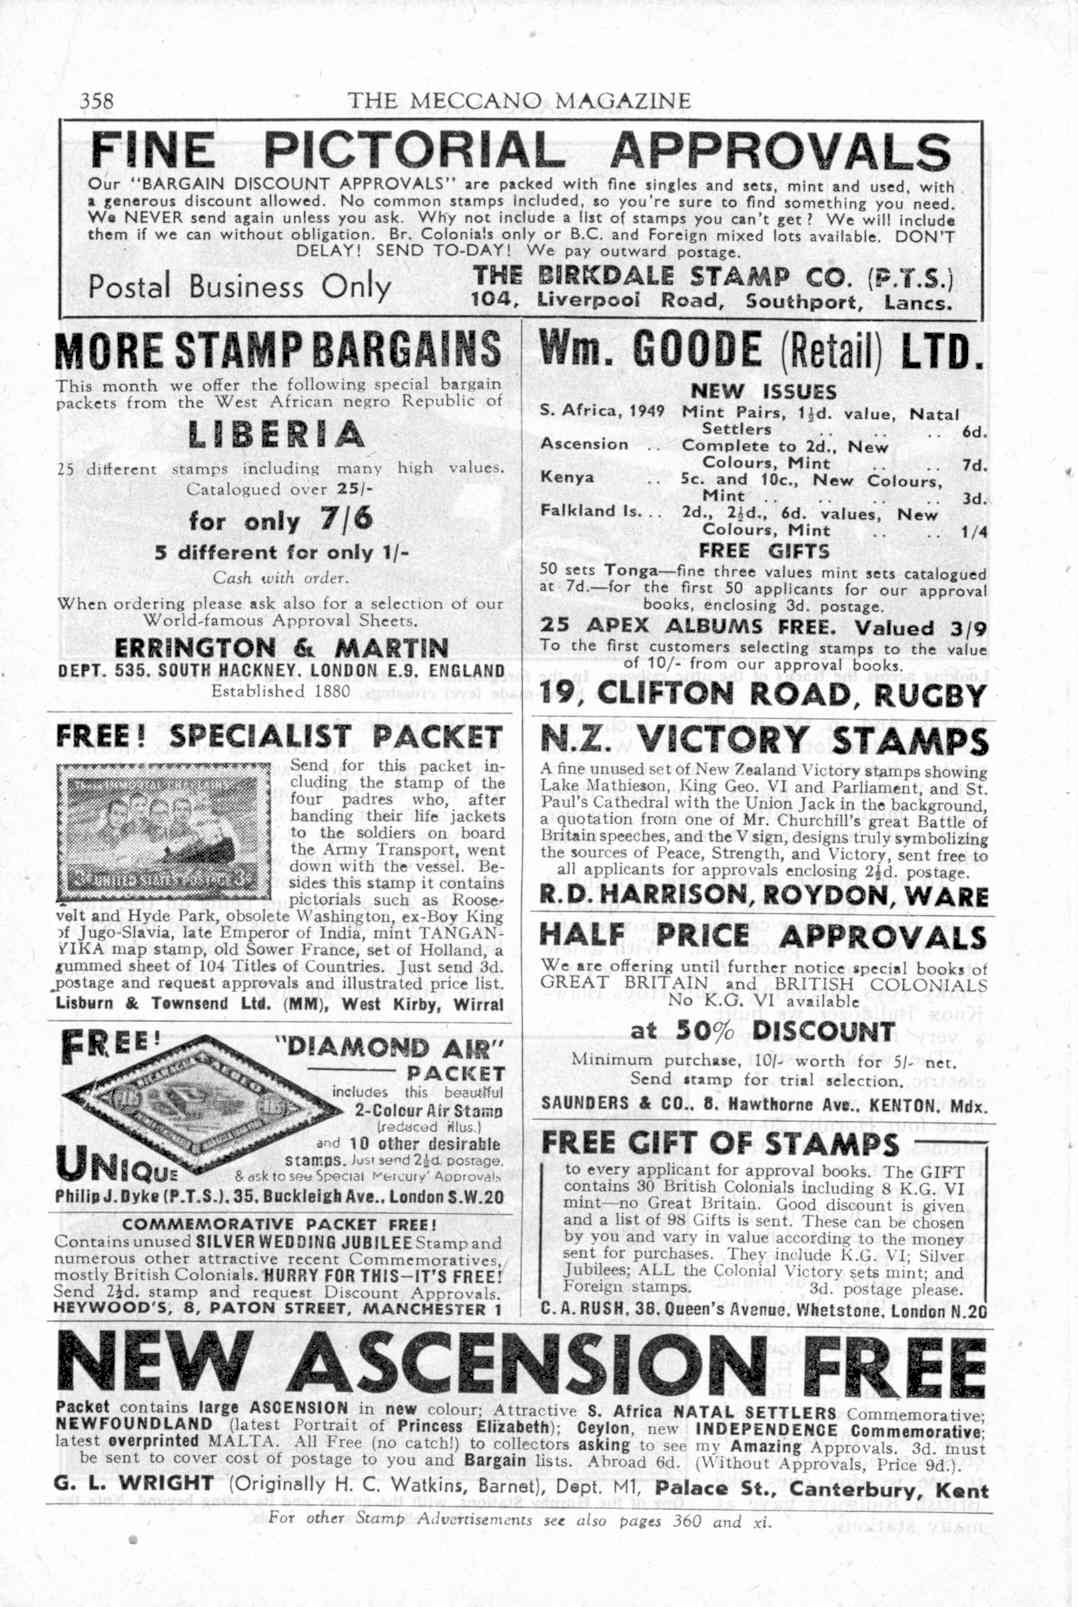 358
THE MECCANO MAGAZINE
FINE PICTORIAL APPROVALS
Our "BARGAIN DISCOUNT APPROVALS" are packed with fine singles and sets, mint and used, with
a generous discount allowed. No common stamps included, so you're sure to find something you need.
We NEVER send again unless you ask. Why not include a list of stamps you can't get? We will include
them if we can without obligation. Br. Colonials only or B.C. and Foreign mixed lots available. DON'T
DELAY! SEND TO-DAY! We pay outward postage.
Postal Business Only
THE BIRKDALE STAMP CO. (P.T.S.)
104, Liverpool Road, Southport, Lancs.
MORE STAMP BARGAINS
This month we offer the following special bargain
packets from the West African negro Republic of
LIBERIA
25 different stamps including many high values.
Catalogued over 25/-
for only 7/6
5 different for only 1/-
Cash with order.
When ordering please ask also for a selection of our
World-famous Approval Sheets.
ERRINGTON & MARTIN
DEPT. 535, SOUTH HACKNEY, LONDON E.9, ENGLAND
Established 1880
FREE! SPECIALIST PACKET
Send for this packet in-
cluding the stamp of the
four padres who, after
handing their life jackets
to the soldiers on board
the Army Transport, went
down with the vessel. Be-
sides this stamp it contains
pictorials such as Roose-
velt and Hyde Park, obsolete Washington, ex-Boy King
of Jugo-Slavia, late Emperor of India, mint TANGAN-
YIKA map stamp, old Sower France, set of Holland, a
gummed sheet of 104 Titles of Countries. Just send 3d.
postage and request approvals and illustrated price list.
Lisburn & Townsend Ltd. (MM), West Kirby, Wirral
3¢ UNITED STATES POSTAGE 3¢
FREE!
"DIAMOND AIR"
PACKET
includes this beautiful
2-Colour Air Stamp
(reduced illus.)
and 10 other desirable
stamps. Just send 2½d. postage,
& ask to see Special 'Mercury' Approvals
UNIQUE
NICARAGUA AEREO
Philip J. Dyke (P.T.S.), 35, Buckleigh Ave., London S.W.20
COMMEMORATIVE PACKET FREE!
Contains unused SILVER WEDDING JUBILEE Stamp and
numerous other attractive recent Commemoratives,
mostly British Colonials. HURRY FOR THIS—IT'S FREE!
Send 2½d. stamp and request Discount Approvals.
HEYWOOD'S, 8, PATON STREET, MANCHESTER 1
Wm. GOODE (Retail) LTD.
NEW ISSUES
S. Africa, 1949 Mint Pairs, 1½d. value, Natal
Settlers .. .. .. 6d.
Ascension .. Complete to 2d., New
Colours, Mint .. .. 7d.
Kenya .. 5c. and 10c., New Colours,
Mint .. .. .. .. 3d.
Falkland Is. .. 2d., 2½d., 6d. values, New
Colours, Mint .. .. 1/4
FREE GIFTS
50 sets Tonga—fine three values mint sets catalogued
at 7d.—for the first 50 applicants for our approval
books, enclosing 3d. postage.
25 APEX ALBUMS FREE. Valued 3/9
To the first customers selecting stamps to the value
of 10/- from our approval books.
19, CLIFTON ROAD, RUGBY
N.Z. VICTORY STAMPS
A fine unused set of New Zealand Victory stamps showing
Lake Mathieson, King Geo. VI and Parliament, and St.
Paul's Cathedral with the Union Jack in the background,
a quotation from one of Mr. Churchill's great Battle of
Britain speeches, and the V sign, designs truly symbolizing
the sources of Peace, Strength, and Victory, sent free to
all applicants for approvals enclosing 2½d. postage.
R.D. HARRISON, ROYDON, WARE
HALF PRICE APPROVALS
We are offering until further notice special books of
GREAT BRITAIN and BRITISH COLONIALS
No K.G. VI available
at 50% DISCOUNT
Minimum purchase, 10/- worth for 5/- net.
Send stamp for trial selection.
SAUNDERS & CO., 8, Hawthorne Ave., KENTON, Mdx.
FREE GIFT OF STAMPS
to every applicant for approval books. The GIFT
contains 30 British Colonials including 8 K.G. VI
mint—no Great Britain. Good discount is given
and a list of 98 Gifts is sent. These can be chosen
by you and vary in value according to the money
sent for purchases. They include K.G. VI; Silver
Jubilees; ALL the Colonial Victory sets mint; and
Foreign stamps. 3d. postage please.
C. A. RUSH, 38, Queen's Avenue, Whetstone, London N.20
NEW ASCENSION FREE
Packet contains large ASCENSION in new colour; Attractive S. Africa NATAL SETTLERS Commemorative;
NEWFOUNDLAND (latest Portrait of Princess Elizabeth); Ceylon, new INDEPENDENCE Commemorative;
latest overprinted MALTA. All Free (no catch!) to collectors asking to see my Amazing Approvals. 3d. must
be sent to cover cost of postage to you and Bargain lists. Abroad 6d. (Without Approvals, Price 9d.).
G. L. WRIGHT (Originally H. C. Watkins, Barnet), Dept. M1, Palace St., Canterbury, Kent
For other Stamp Advertisements see also pages 360 and xi.